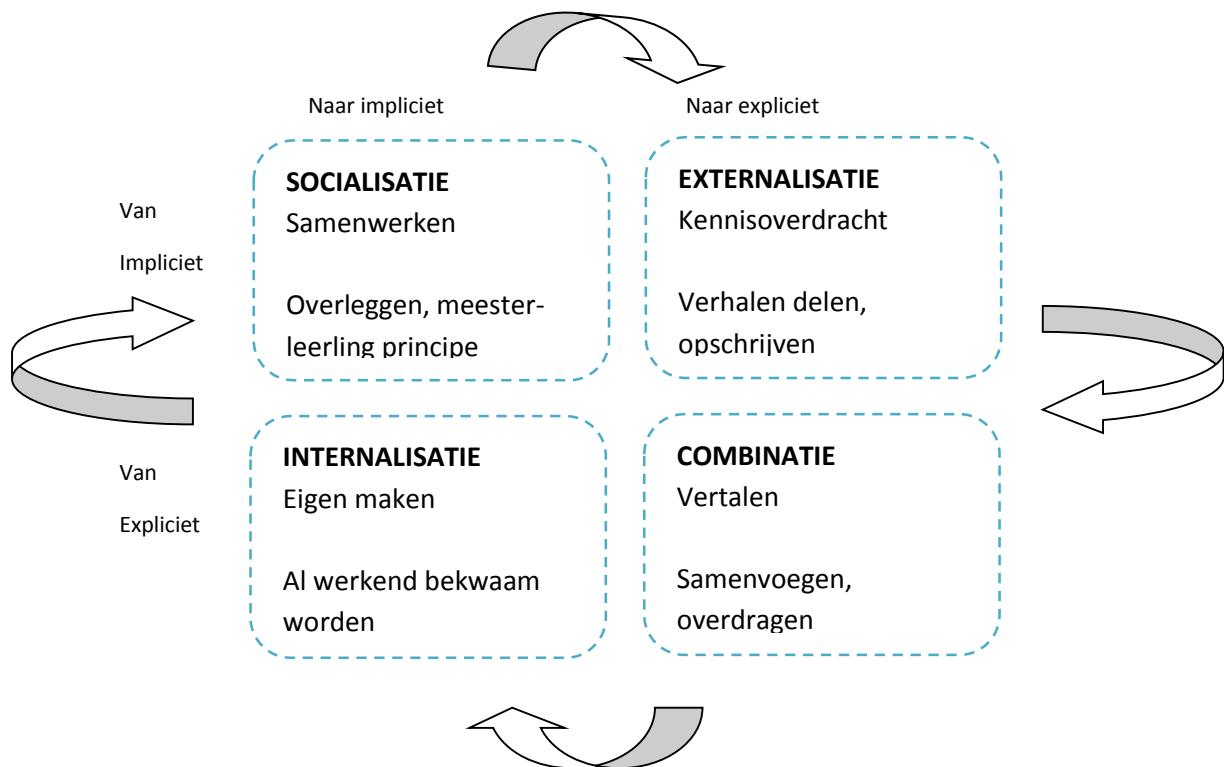 Naar impliciet
Naar expliciet
Van
Impliciet
SOCIALISATIE
Samenwerken
Overleggen, meester-
leerling principe
EXTERNALISATIE
Kennisoverdracht
Verhalen delen,
opschrijven
Van
Expliciet
INTERNALISATIE
Eigen maken
Al werkend bekwaam
worden
COMBINATIE
Vertalen
Samenvoegen,
overdragen